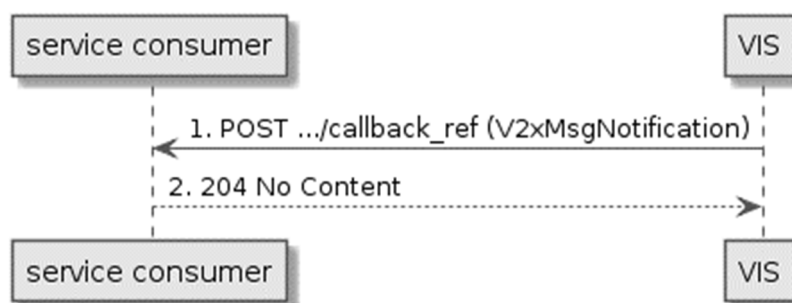 service consumer
VIS
1. POST .../callback_ref (V2xMsgNotification)
2. 204 No Content
service consumer
VIS